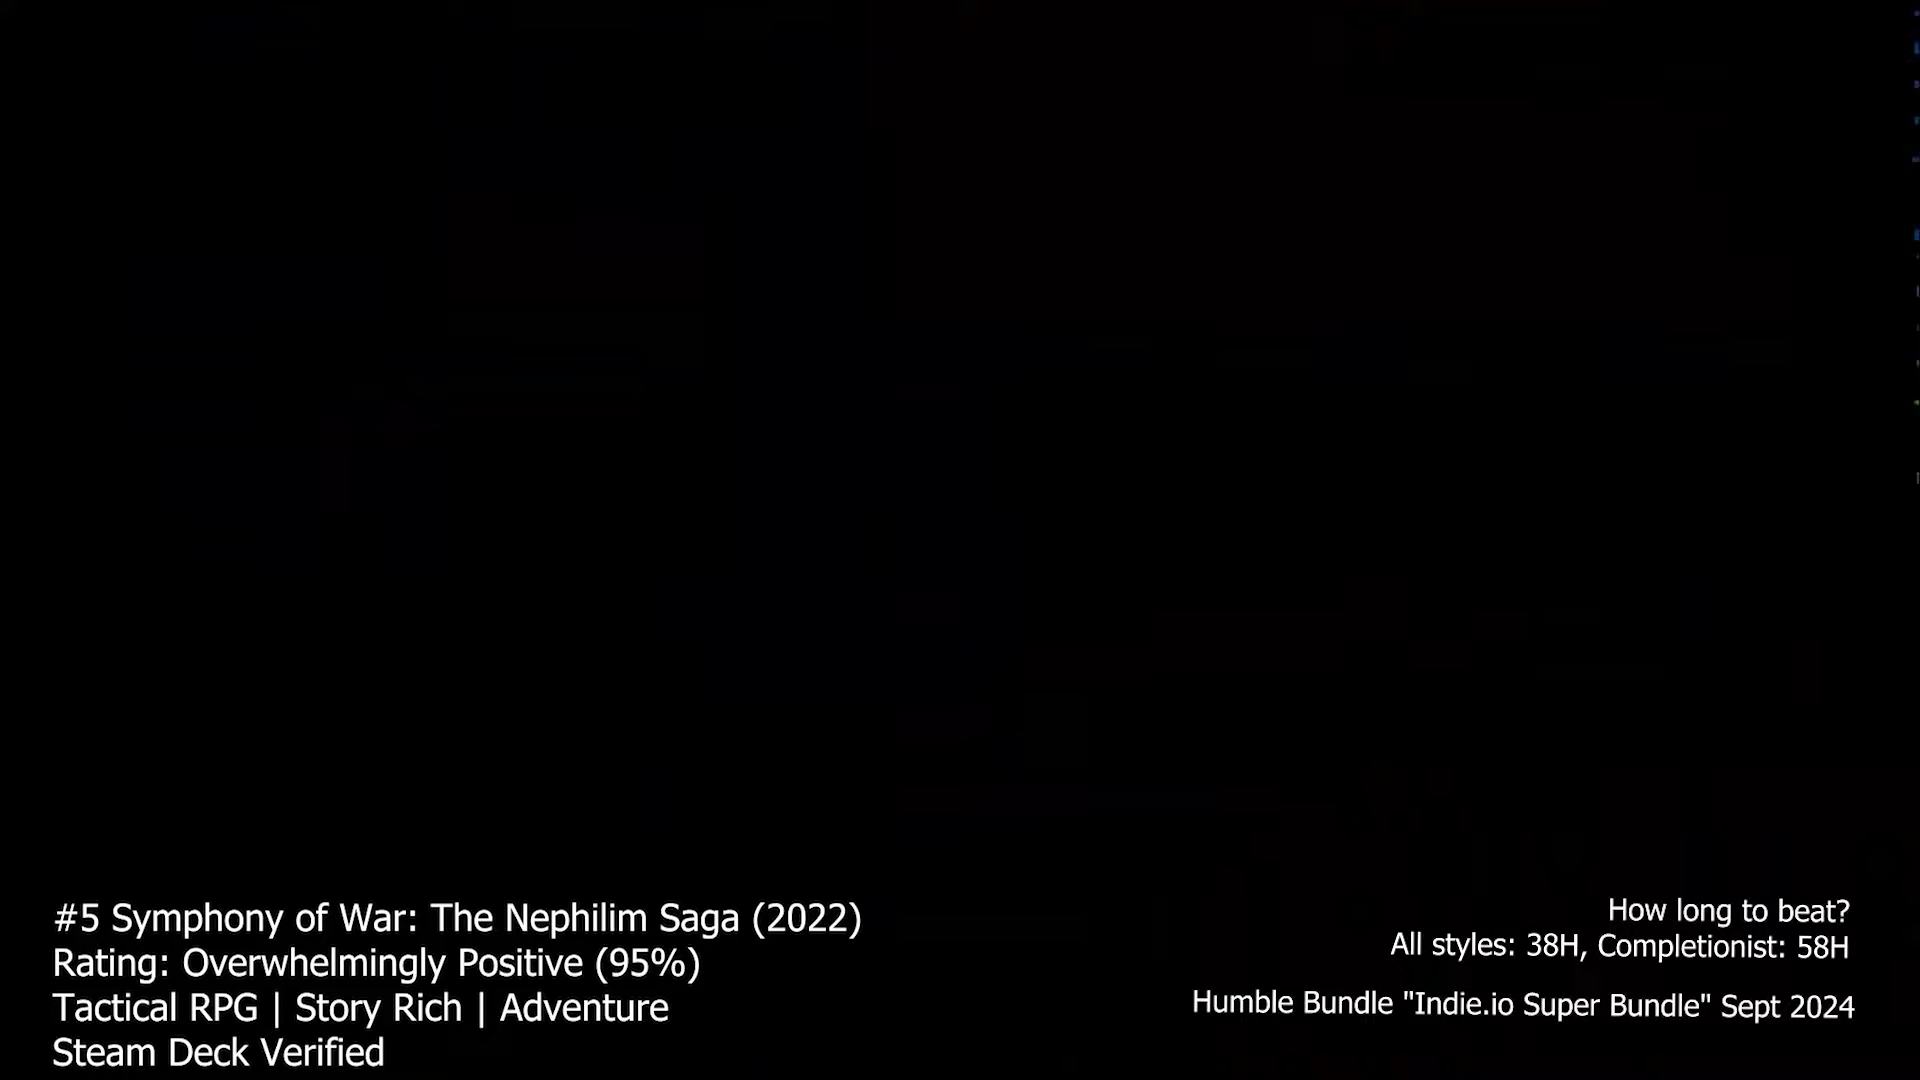 #5 Symphony of War: The Nephilim Saga (2022)
Rating: Overwhelmingly Positive (95%)
Tactical RPG | Story Rich | Adventure
Steam Deck Verified
How long to beat?
All styles: 38H, Completionist: 58H
Humble Bundle "Indie.io Super Bundle" Sept 2024